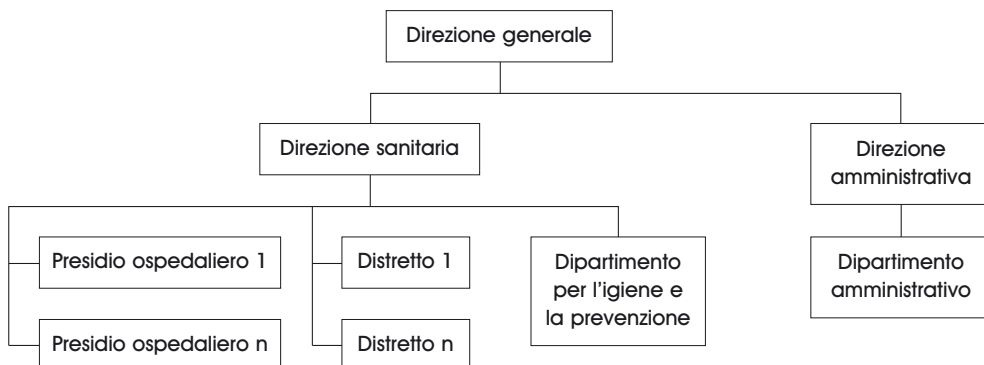 Direzione generale
Direzione sanitaria
Direzione
amministrativa
Presidio ospedaliero 1
Distretto 1
Dipartimento
per l'igiene e
la prevenzione
Dipartimento
amministrativo
Presidio ospedaliero n
Distretto n